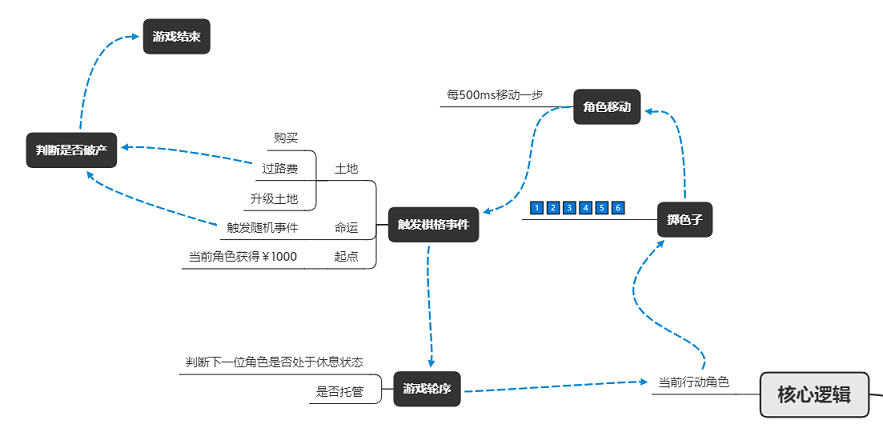 游戏结束
每500ms移动一步
角色移动
判断是否破产
购买
过路费
土地
升级土地
1 2 3 4 5 6
掷色子
触发随机事件
命运
触发棋格事件
当前角色获得￥1000
起点
判断下一位角色是否处于休息状态
是否托管
游戏轮序
当前行动角色
核心逻辑